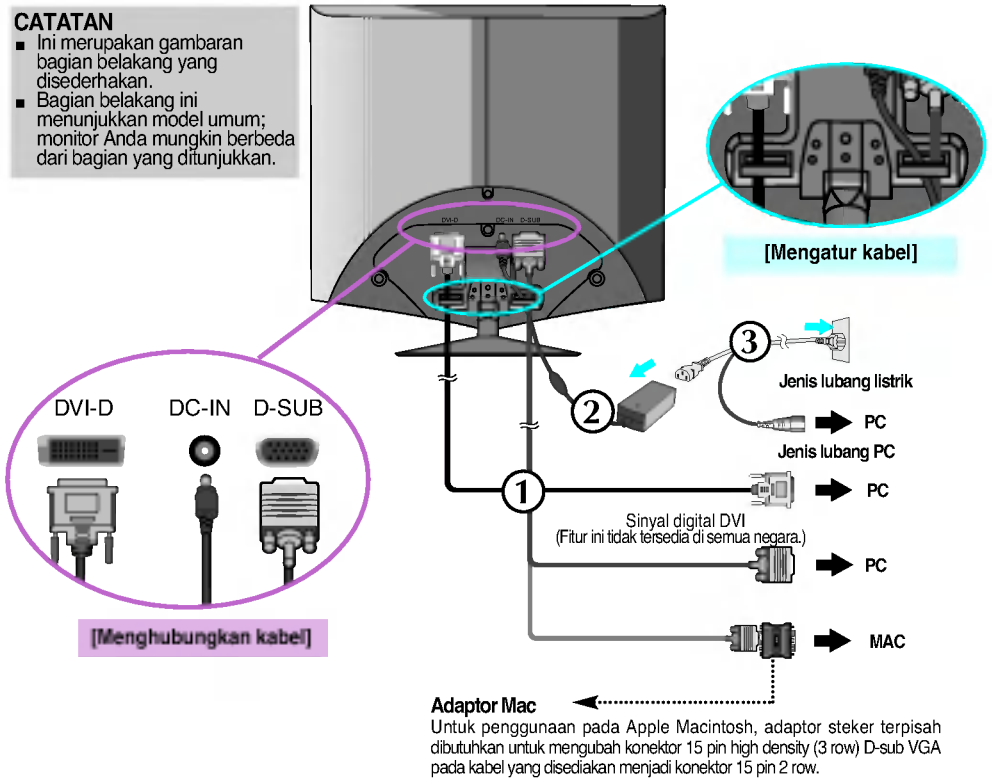 CATATAN
■ Ini merupakan gambaran
bagian belakang yang
disederhakan.
■ Bagian belakang ini
menunjukkan model umum;
monitor Anda mungkin berbeda
dari bagian yang ditunjukkan.
DVI-D DC-IN D-SUB
[Mengatur kabel]
3
Jenis lubang listrik
2
PC
Jenis lubang PC
DVI-D DC-IN D-SUB
1
PC
Sinyal digital DVI
(Fitur ini tidak tersedia di semua negara.)
PC
[Menghubungkan kabel]
MAC
Adaptor Mac
Untuk penggunaan pada Apple Macintosh, adaptor steker terpisah
dibutuhkan untuk mengubah konektor 15 pin high density (3 row) D-sub VGA
pada kabel yang disediakan menjadi konektor 15 pin 2 row.